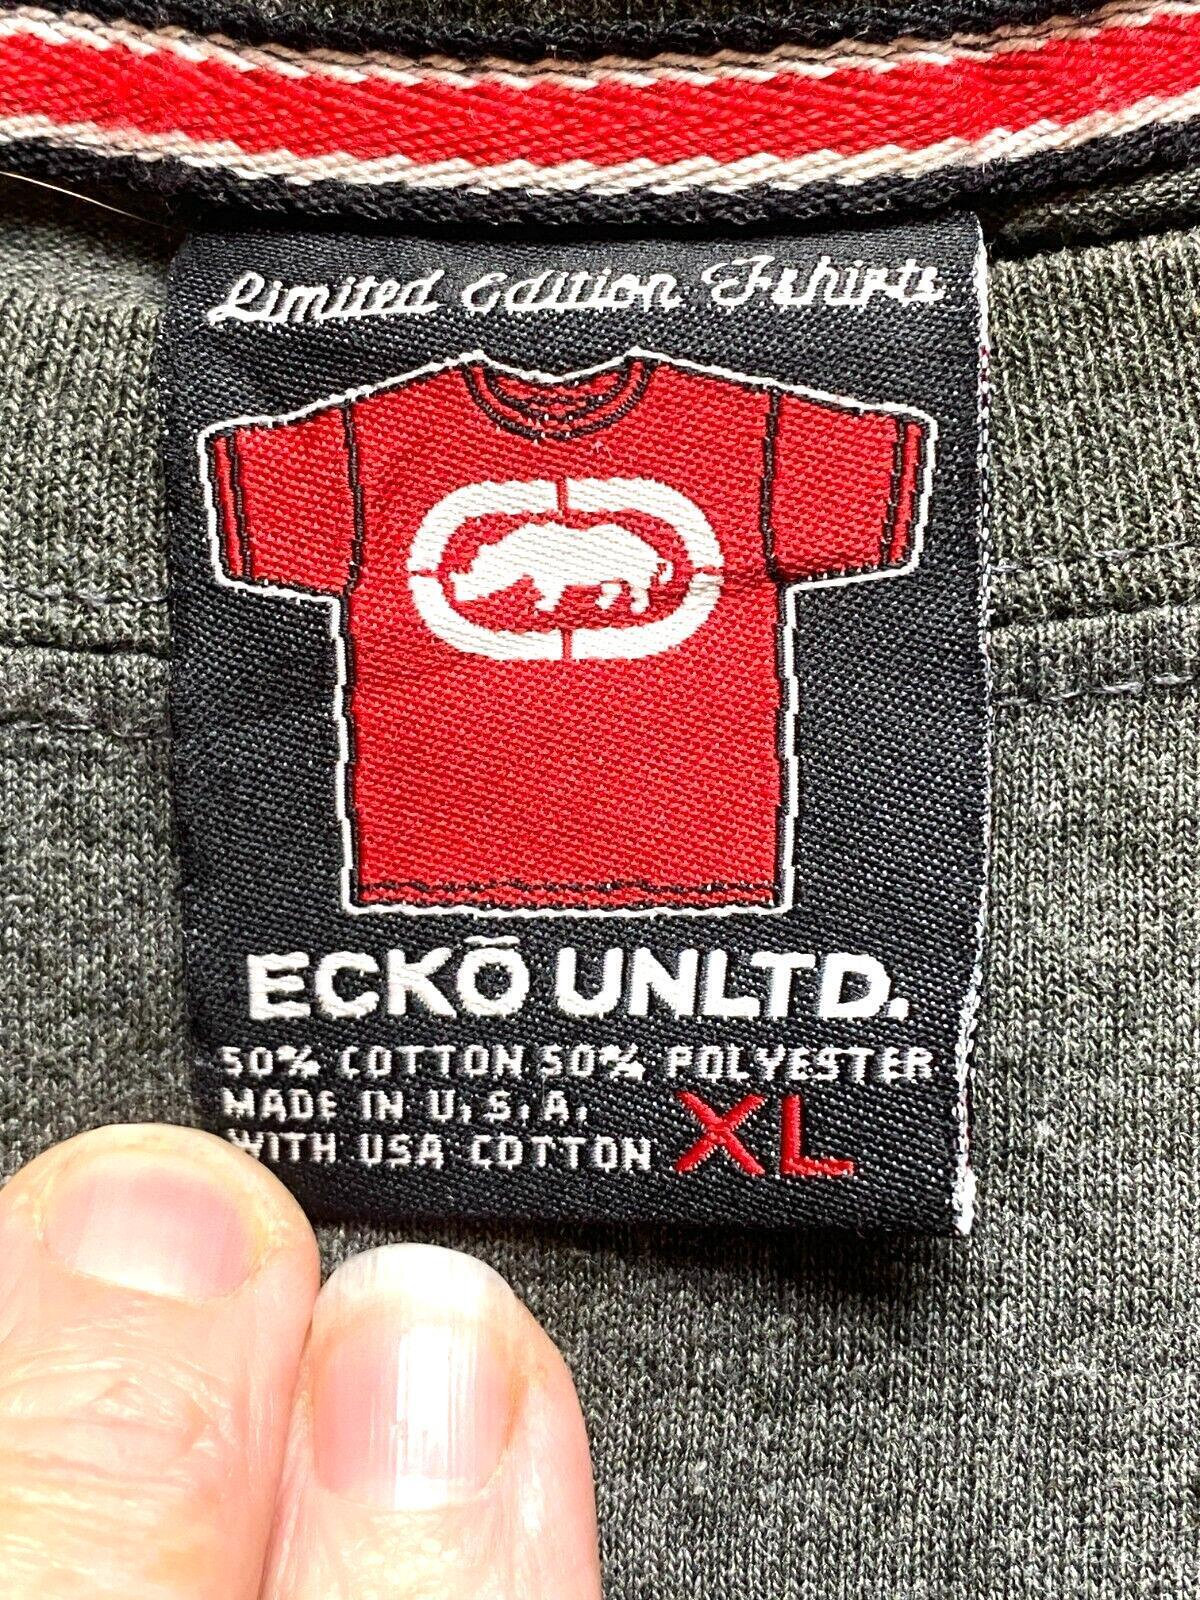 Limited Edition T-shirts
ECKŌ UNLTD.
50% COTTON 50% POLYESTER
MADE IN U.S.A.
WITH USA COTTON
XL